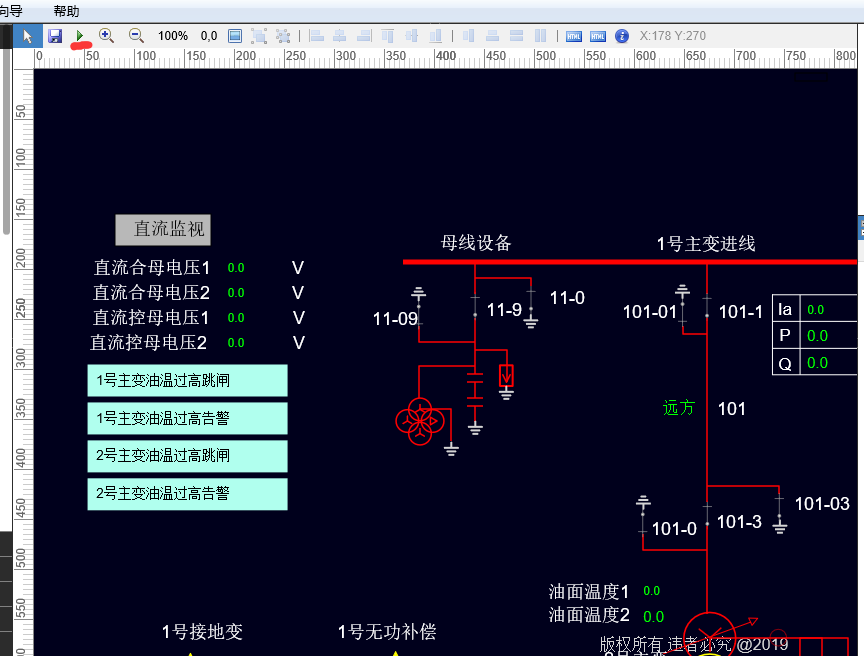 向导 帮助
100% 0,0 HTML HTML X:178 Y:270
0 50 100 150 200 250 300 350 400 450 500 550 600 650 700 750 800
50
100
150
200
250
300
350
400
450
500
550
直流监视
母线设备
1号主变进线
直流合母电压1 0.0 V
直流合母电压2 0.0 V
直流控母电压1 0.0 V
直流控母电压2 0.0 V
11-09
11-9
11-0
101-01
101-1
Ia 0.0
P 0.0
Q 0.0
1号主变油温过高跳闸
1号主变油温过高告警
2号主变油温过高跳闸
2号主变油温过高告警
远方 101
101-0
101-3
101-03
油面温度1 0.0
油面温度2 0.0
1号接地变
1号无功补偿
版权所有 违者必究 @2019